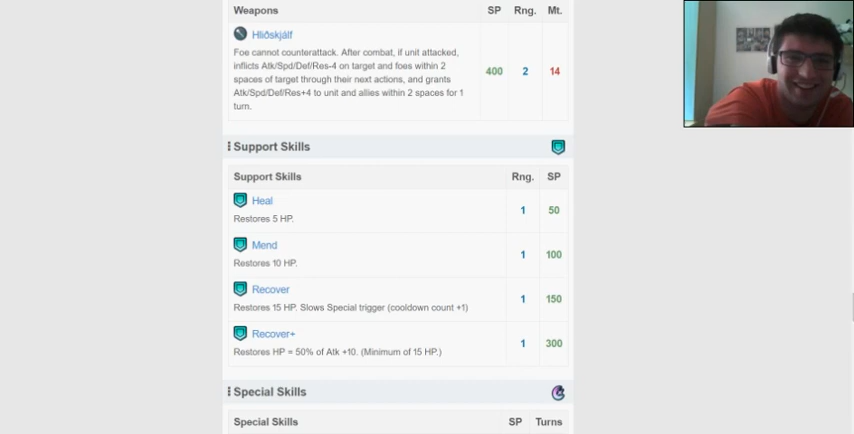 Weapons SP Rng. Mt.
Hliðskjálf
Foe cannot counterattack. After combat, if unit attacked,
inflicts Atk/Spd/Def/Res-4 on target and foes within 2
spaces of target through their next actions, and grants
Atk/Spd/Def/Res+4 to unit and allies within 2 spaces for 1
turn.
400 2 14
Support Skills
Support Skills Rng. SP
Heal
Restores 5 HP.
1 50
Mend
Restores 10 HP.
1 100
Recover
Restores 15 HP. Slows Special trigger (cooldown count +1)
1 150
Recover+
Restores HP = 50% of Atk +10. (Minimum of 15 HP.)
1 300
Special Skills
Special Skills SP Turns